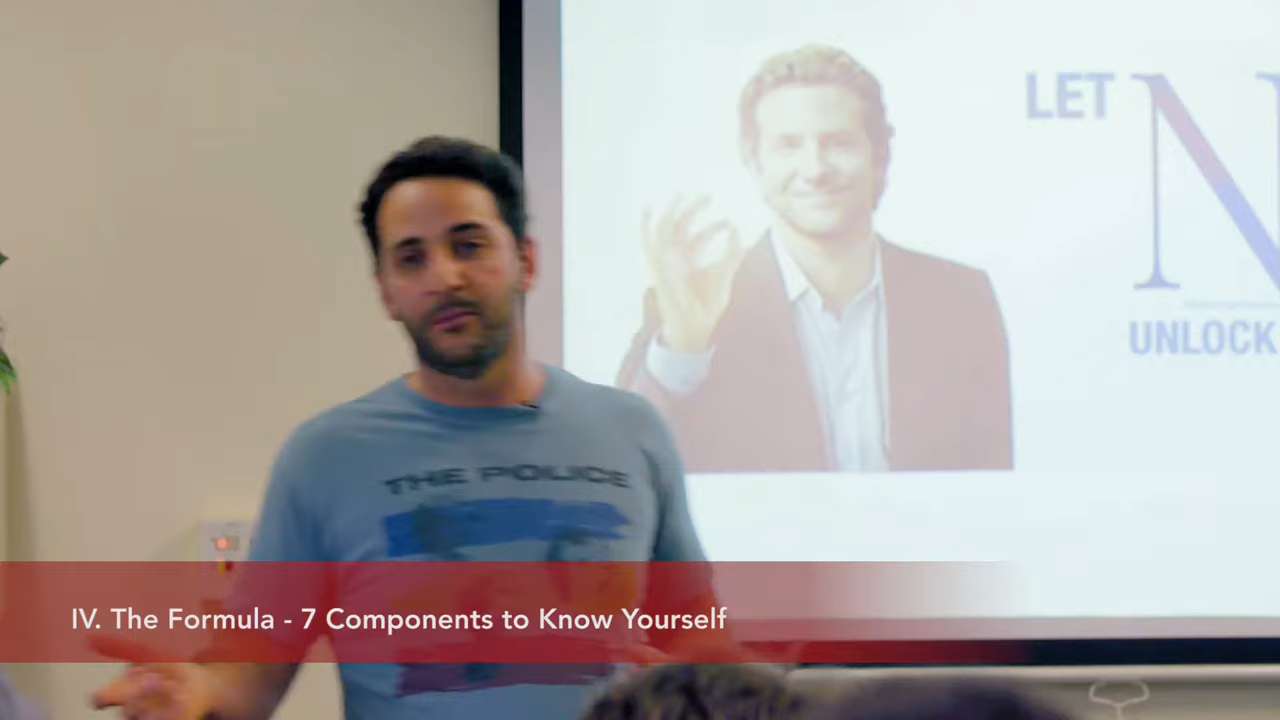 LET N
UNLOCK
THE POLICE
IV. The Formula - 7 Components to Know Yourself